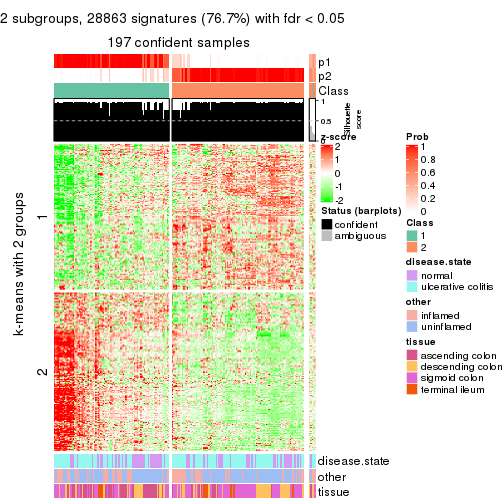 2 subgroups, 28863 signatures (76.7%) with fdr < 0.05
197 confident samples
p1
p2
Class
1
0.5
0
Silhouette
score
k-means with 2 groups
1
2
z-score
2
1
0
-1
-2
Status (barplots)
confident
ambiguous
Prob
1
0.8
0.6
0.4
0.2
0
Class
1
2
disease.state
normal
ulcerative colitis
other
inflamed
uninflamed
tissue
ascending colon
descending colon
sigmoid colon
terminal ileum
disease.state
other
tissue